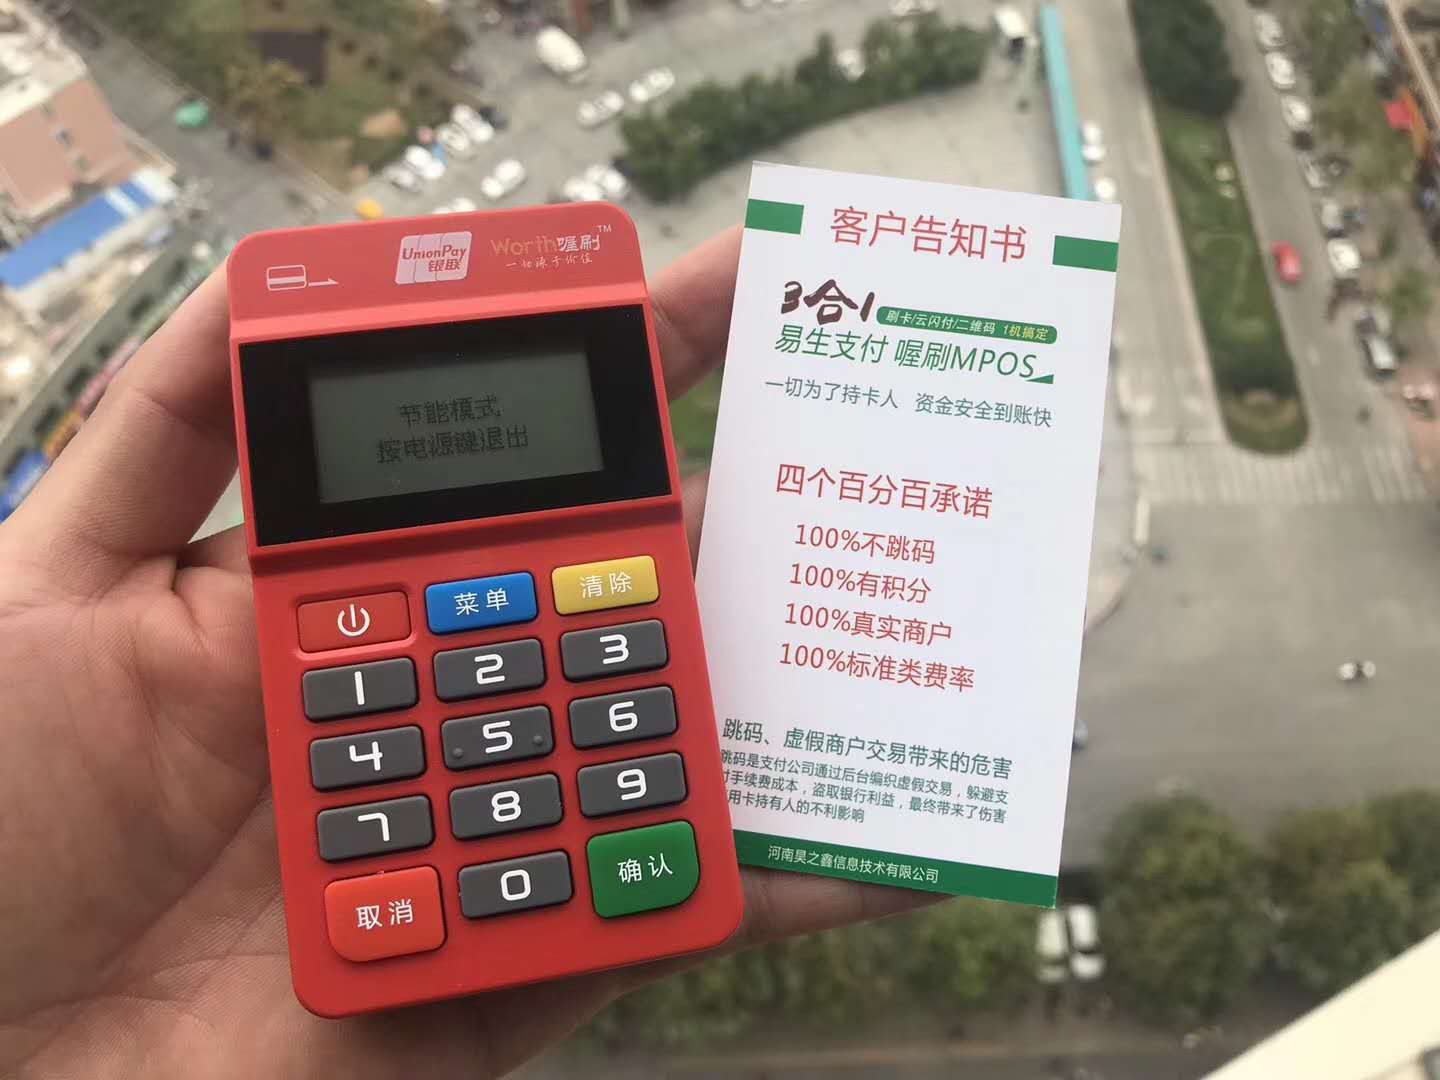 UnionPay
银联
Worth喔刷™
一切源于价值
节能模式
按电源键退出
菜单
清除
1
2
3
4
5
6
7
8
9
取消
0
确认
客户告知书
3合1
刷卡/云闪付/二维码 1机搞定
易生支付 喔刷MPOS
一切为了持卡人 资金安全到账快
四个百分百承诺
100%不跳码
100%有积分
100%真实商户
100%标准类费率
跳码、虚假商户交易带来的危害
跳码是支付公司通过后台编织虚假交易，躲避支
付手续费成本，盗取银行利益，最终带来了伤害
用卡持有人的不利影响
河南昊之鑫信息技术有限公司